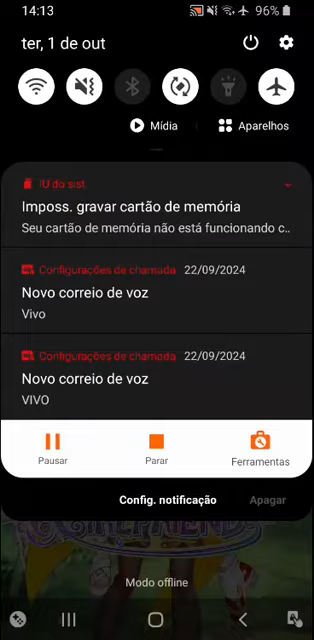 14:13
96%
ter, 1 de out
Mídia
Aparelhos
IU do sist.
Imposs. gravar cartão de memória
Seu cartão de memória não está funcionando c..
Configurações de chamada 22/09/2024
Novo correio de voz
Vivo
Configurações de chamada 22/09/2024
Novo correio de voz
VIVO
Pausar Parar Ferramentas
Config. notificação Apagar
GIRLFRIEND
Modo offline